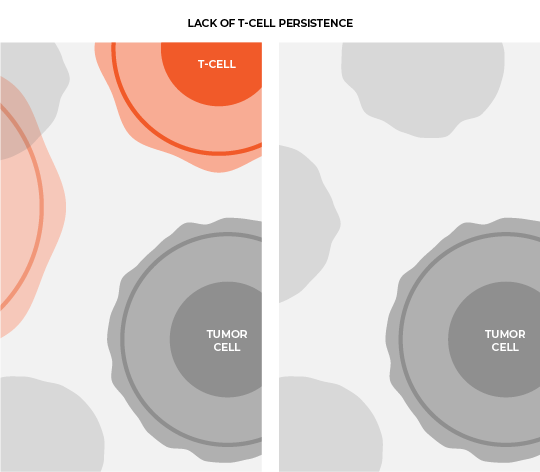 LACK OF T-CELL PERSISTENCE
T-CELL
TUMOR
CELL
TUMOR
CELL